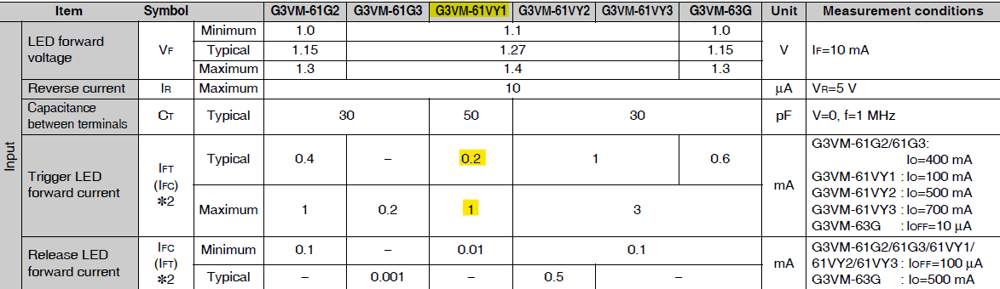 Item Symbol G3VM-61G2 G3VM-61G3 G3VM-61VY1 G3VM-61VY2 G3VM-61VY3 G3VM-63G Unit Measurement conditions
Input
LED forward voltage VF Minimum 1.0 1.1 1.0 V IF=10 mA
Typical 1.15 1.27 1.15
Maximum 1.3 1.4 1.3
Reverse current IR Maximum 10 μA VR=5 V
Capacitance between terminals CT Typical 30 50 30 pF V=0, f=1 MHz
Trigger LED forward current IFT (IFC) *2 Typical 0.4 – 0.2 1 0.6 mA
Maximum 1 0.2 1 3
G3VM-61G2/61G3:
IO=400 mA
G3VM-61VY1 : IO=100 mA
G3VM-61VY2 : IO=500 mA
G3VM-61VY3 : IO=700 mA
G3VM-63G : IOFF=10 μA
Release LED forward current IFC (IFT) *2 Minimum 0.1 – 0.01 0.1 mA
Typical – 0.001 – 0.5 –
G3VM-61G2/61G3/61VY1/
61VY2/61VY3 : IOFF=100 μA
G3VM-63G : IO=500 mA